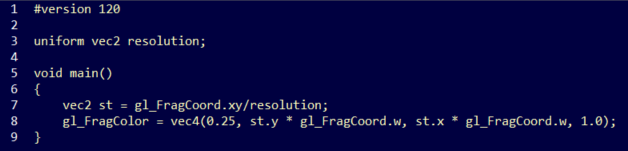 1 #version 120
2
3 uniform vec2 resolution;
4
5 void main()
6 {
7     vec2 st = gl_FragCoord.xy/resolution;
8     gl_FragColor = vec4(0.25, st.y * gl_FragCoord.w, st.x * gl_FragCoord.w, 1.0);
9 }